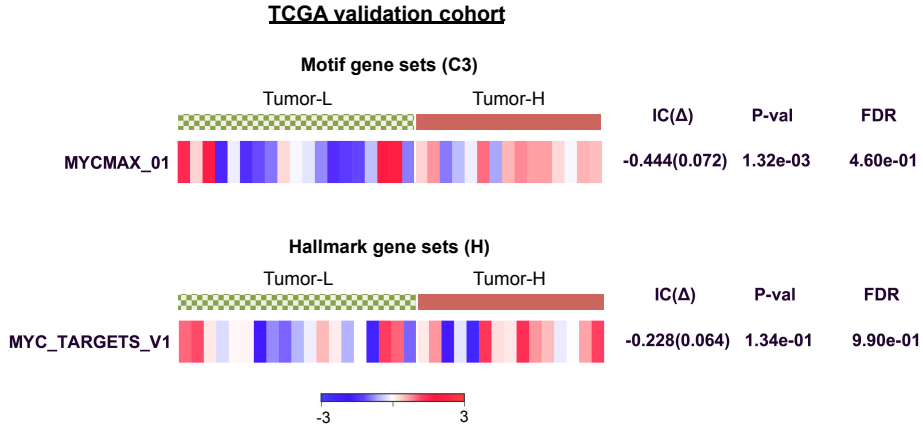 TCGA validation cohort
Motif gene sets (C3)
Tumor-L Tumor-H
IC(Δ) P-val FDR
MYCMAX_01 -0.444(0.072) 1.32e-03 4.60e-01
Hallmark gene sets (H)
Tumor-L Tumor-H
IC(Δ) P-val FDR
MYC_TARGETS_V1 -0.228(0.064) 1.34e-01 9.90e-01
-3 3